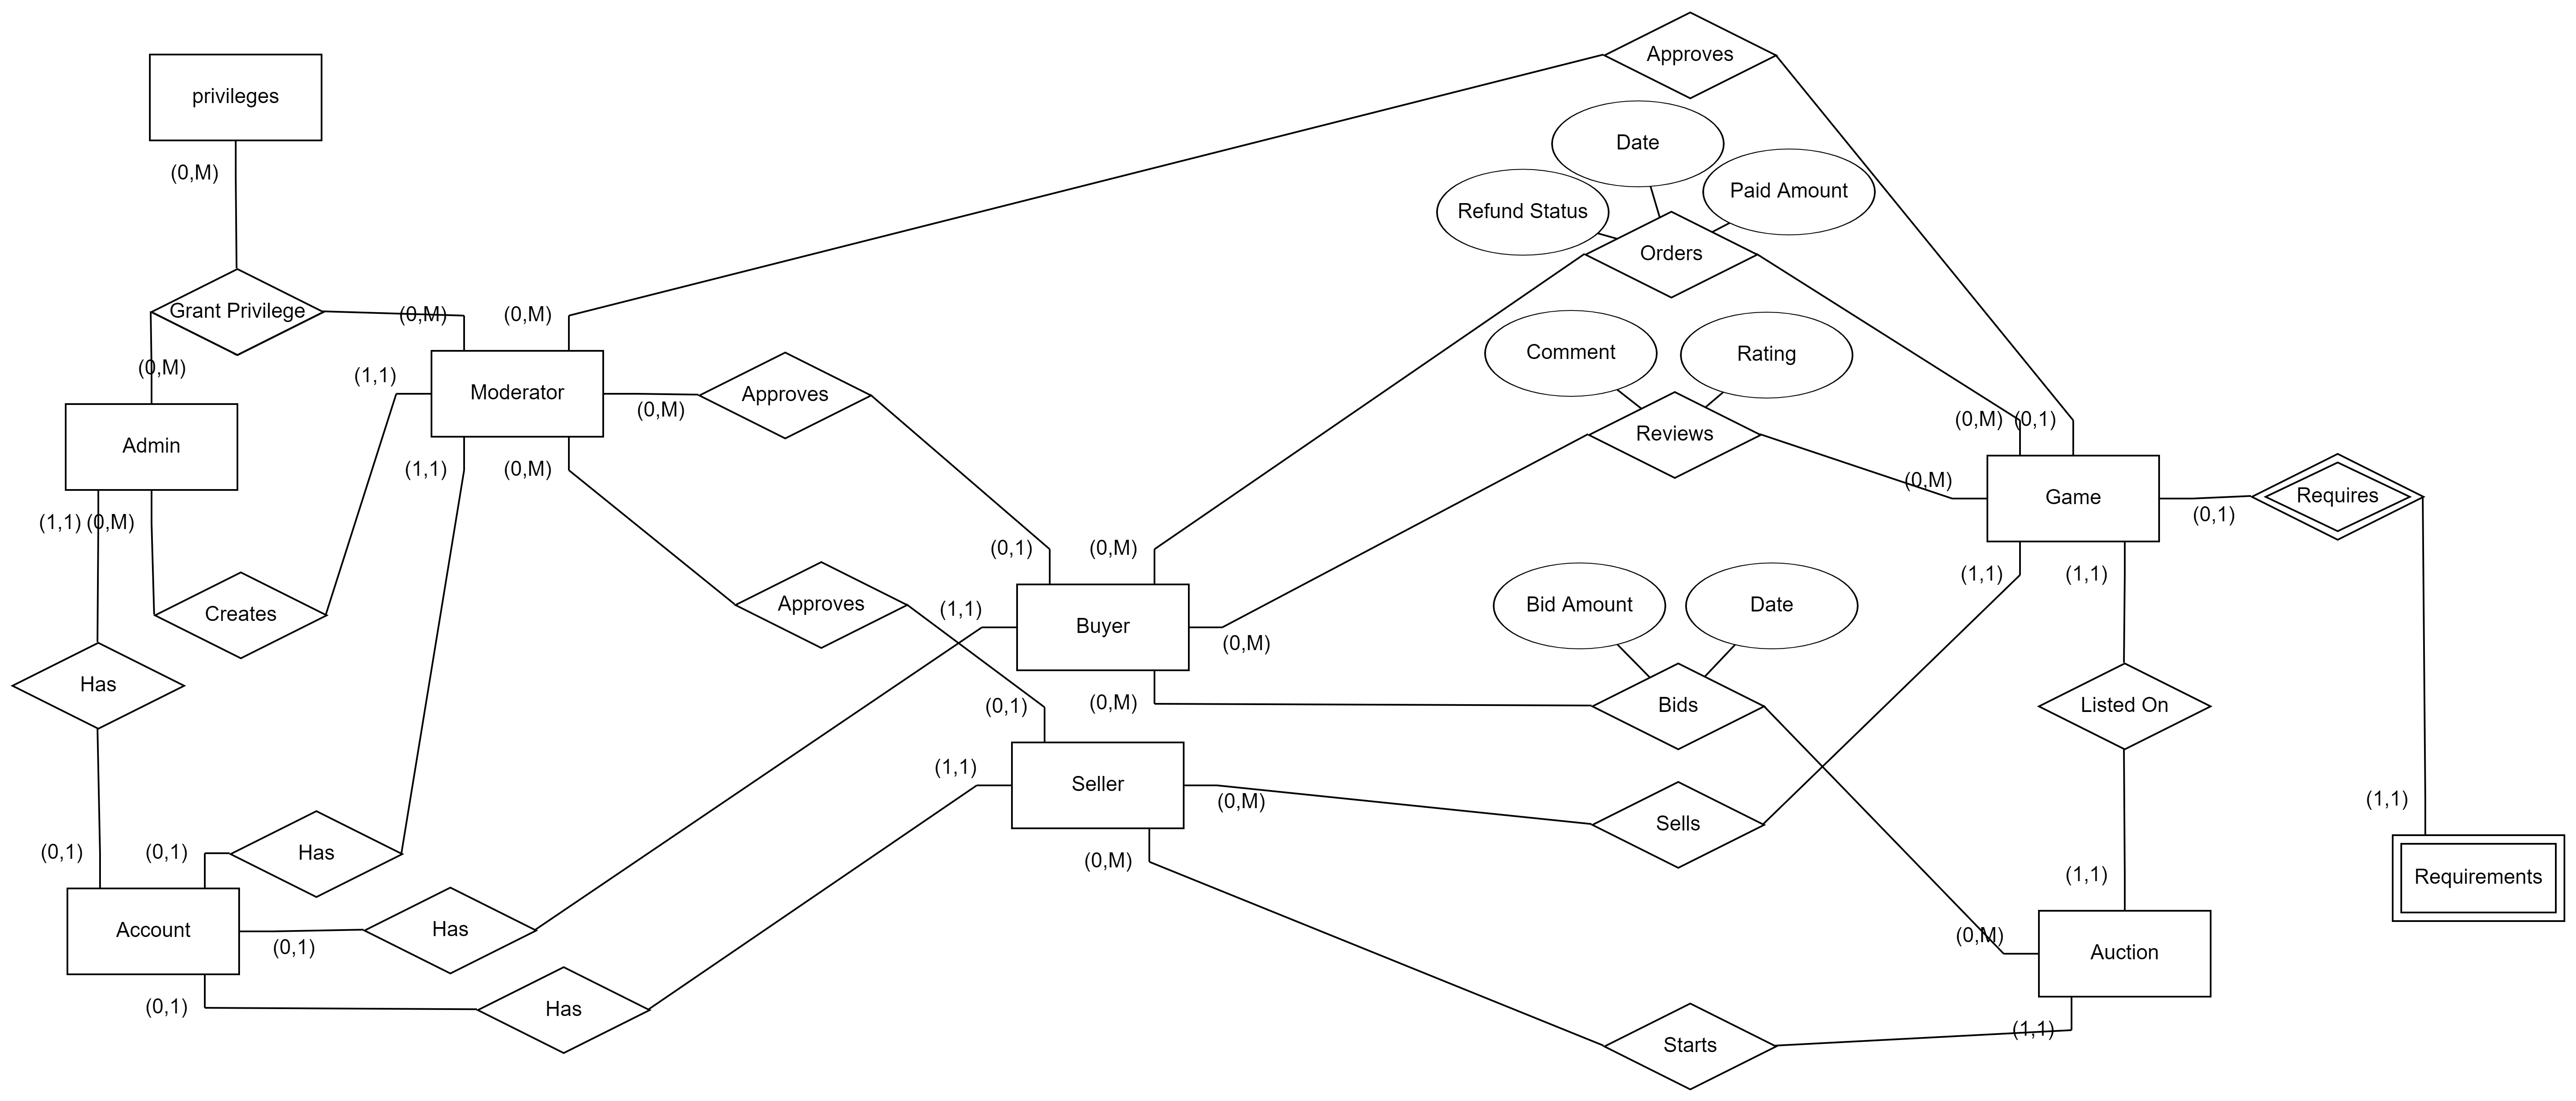 Approves
privileges
Date
(0,M)
Paid Amount
Refund Status
Orders
Grant Privilege
(0,M)
(0,M)
Comment
Rating
(0,M)
(1,1)
Moderator
Approves
(0,M)
(0,M)
(0,1)
Reviews
Admin
(1,1)
(0,M)
(0,M)
Game
Requires
(0,1)
(1,1)
(0,M)
(0,1)
(0,M)
(1,1)
(1,1)
Creates
Approves
(1,1)
Buyer
(0,M)
Bid Amount
Date
Has
(0,1)
(0,M)
Bids
Listed On
(1,1)
Seller
(0,M)
Sells
(1,1)
(0,1)
(0,1)
Has
(0,M)
(1,1)
Requirements
Account
(0,1)
Has
(0,M)
Auction
(0,1)
Has
Starts
(1,1)